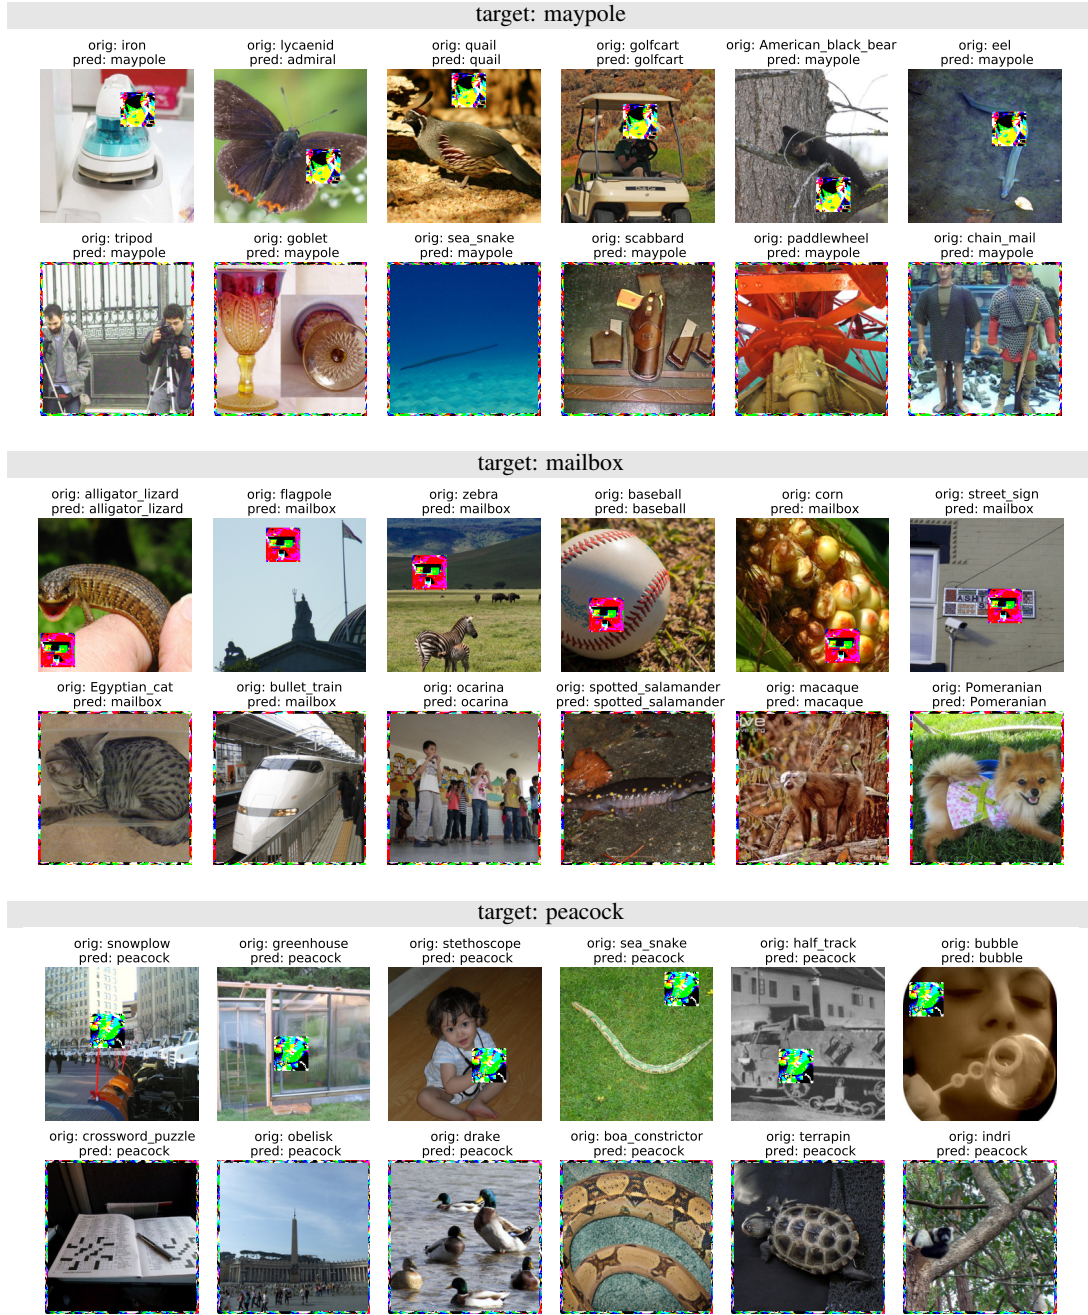 target: maypole
orig: iron
pred: maypole
orig: lycaenid
pred: admiral
orig: quail
pred: quail
orig: golfcart
pred: golfcart
orig: American_black_bear
pred: maypole
orig: eel
pred: maypole
Club Car
orig: tripod
pred: maypole
orig: goblet
pred: maypole
orig: sea_snake
pred: maypole
orig: scabbard
pred: maypole
orig: paddlewheel
pred: maypole
orig: chain_mail
pred: maypole
target: mailbox
orig: alligator_lizard
pred: alligator_lizard
orig: flagpole
pred: mailbox
orig: zebra
pred: mailbox
orig: baseball
pred: baseball
orig: corn
pred: mailbox
orig: street_sign
pred: mailbox
ASHT
orig: Egyptian_cat
pred: mailbox
orig: bullet_train
pred: mailbox
orig: ocarina
pred: ocarina
orig: spotted_salamander
pred: spotted_salamander
orig: macaque
pred: macaque
orig: Pomeranian
pred: Pomeranian
target: peacock
orig: snowplow
pred: peacock
orig: greenhouse
pred: peacock
orig: stethoscope
pred: peacock
orig: sea_snake
pred: peacock
orig: half_track
pred: peacock
orig: bubble
pred: bubble
orig: crossword_puzzle
pred: peacock
orig: obelisk
pred: peacock
orig: drake
pred: peacock
orig: boa_constrictor
pred: peacock
orig: terrapin
pred: peacock
orig: indri
pred: peacock